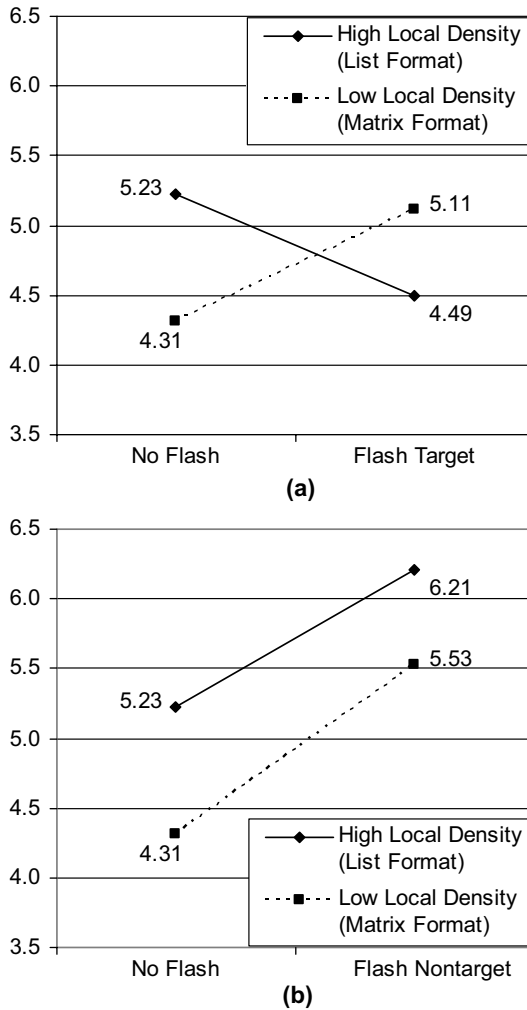 6.5
6.0
5.5
5.0
4.5
4.0
3.5
High Local Density
(List Format)
Low Local Density
(Matrix Format)
5.23
5.11
4.31
4.49
No Flash
Flash Target
(a)
6.5
6.0
5.5
5.0
4.5
4.0
3.5
6.21
5.53
5.23
4.31
High Local Density
(List Format)
Low Local Density
(Matrix Format)
No Flash
Flash Nontarget
(b)